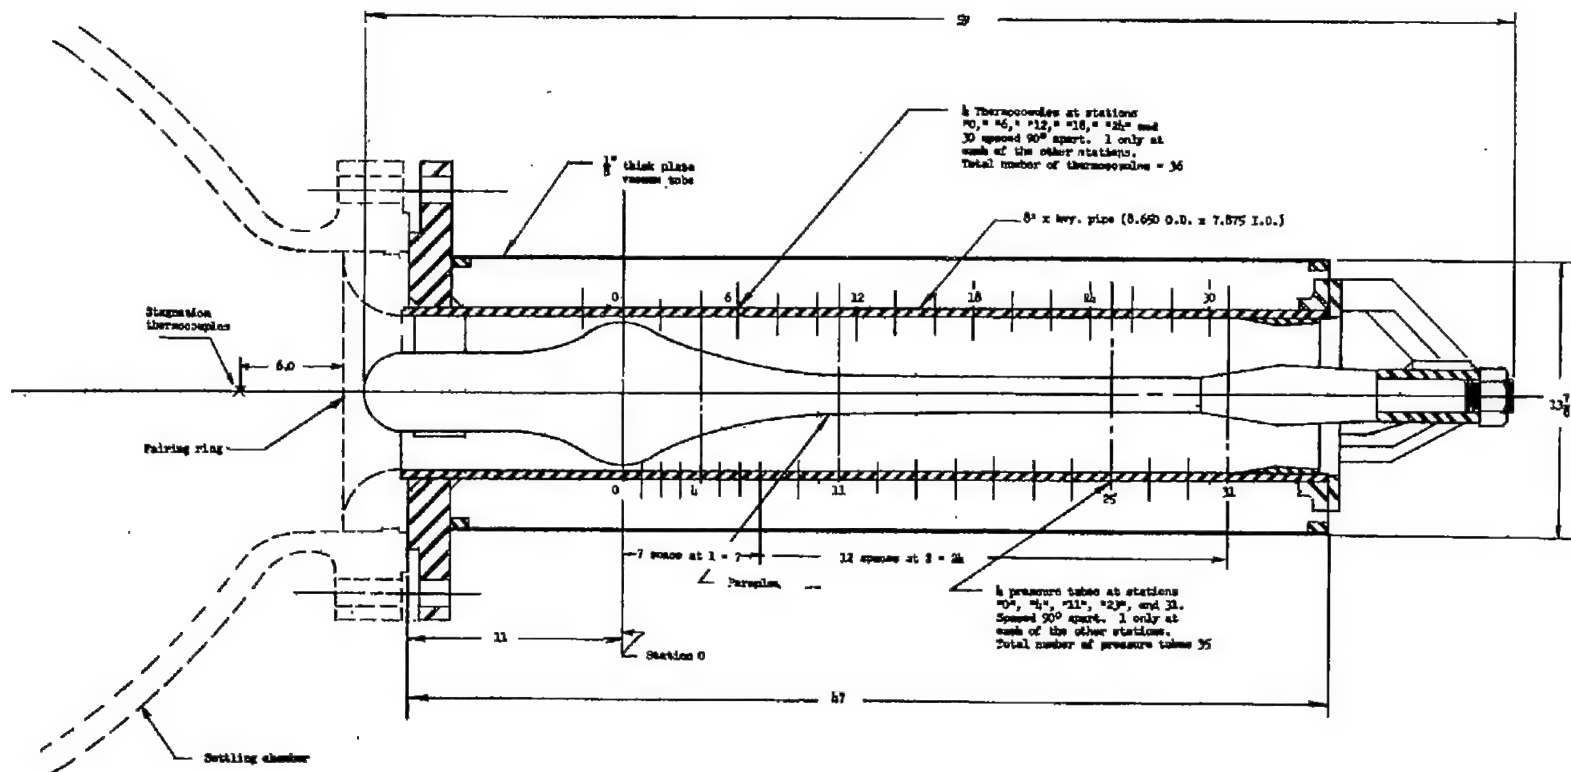 59
4 Thermocouples at stations
"0," "6," "12," "18," "24" and
30 spaced 90° apart. 1 only at
each of the other stations.
Total number of thermocouples = 36
1/8" thick plate
vacuum tube
8" x hvy. pipe (8.650 O.D. x 7.875 I.D.)
0 6 12 18 24 30
Stagnation
thermocouples
6.0
13 7/8
Fairing ring
0 4 11 25 31
7 space at 1 = 7
12 spaces at 2 = 24
4 pressure tubes at stations
"0", "4", "11", "23", and 31.
Spaced 90° apart. 1 only at
each of the other stations.
Total number of pressure tubes 35
11
Station 0
47
Settling chamber